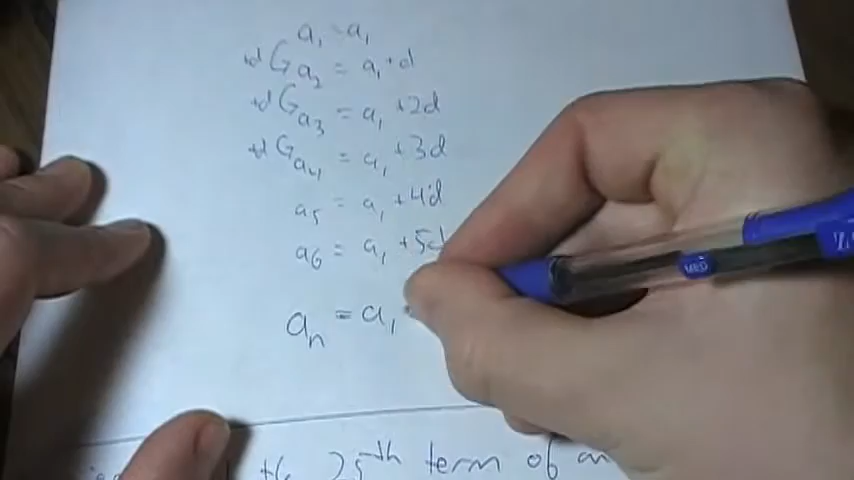 a₁ = a₁
+d a₂ = a₁ + d
+d a₃ = a₁ + 2d
+d a₄ = a₁ + 3d
a₅ = a₁ + 4d
a₆ = a₁ + 5d
aₙ = a₁
25th term of an
MED